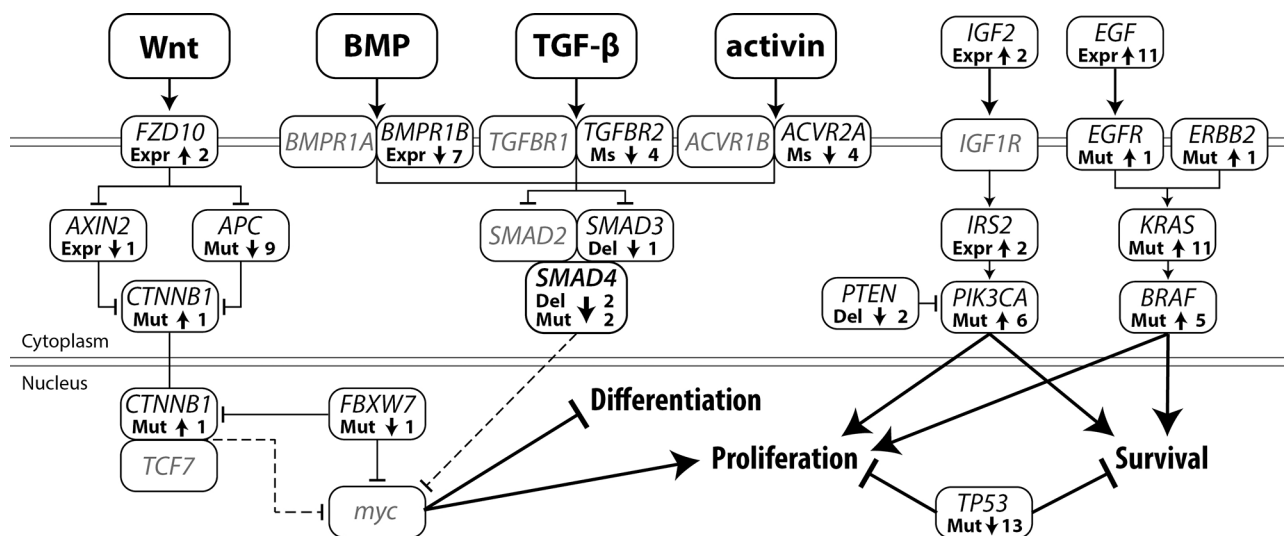 Wnt
BMP
TGF-β
activin
IGF2
Expr ↑ 2
EGF
Expr ↑ 11
FZD10
Expr ↑ 2
BMPR1A
BMPR1B
Expr ↓ 7
TGFBR1
TGFBR2
Ms ↓ 4
ACVR1B
ACVR2A
Ms ↓ 4
IGF1R
EGFR
Mut ↑ 1
ERBB2
Mut ↑ 1
AXIN2
Expr ↓ 1
APC
Mut ↓ 9
SMAD2
SMAD3
Del ↓ 1
IRS2
Expr ↑ 2
KRAS
Mut ↑ 11
CTNNB1
Mut ↑ 1
SMAD4
Del ↓ 2
Mut ↓ 2
PTEN
Del ↓ 2
PIK3CA
Mut ↑ 6
BRAF
Mut ↑ 5
Cytoplasm
Nucleus
CTNNB1
Mut ↑ 1
FBXW7
Mut ↓ 1
Differentiation
TCF7
Proliferation
Survival
myc
TP53
Mut ↓ 13